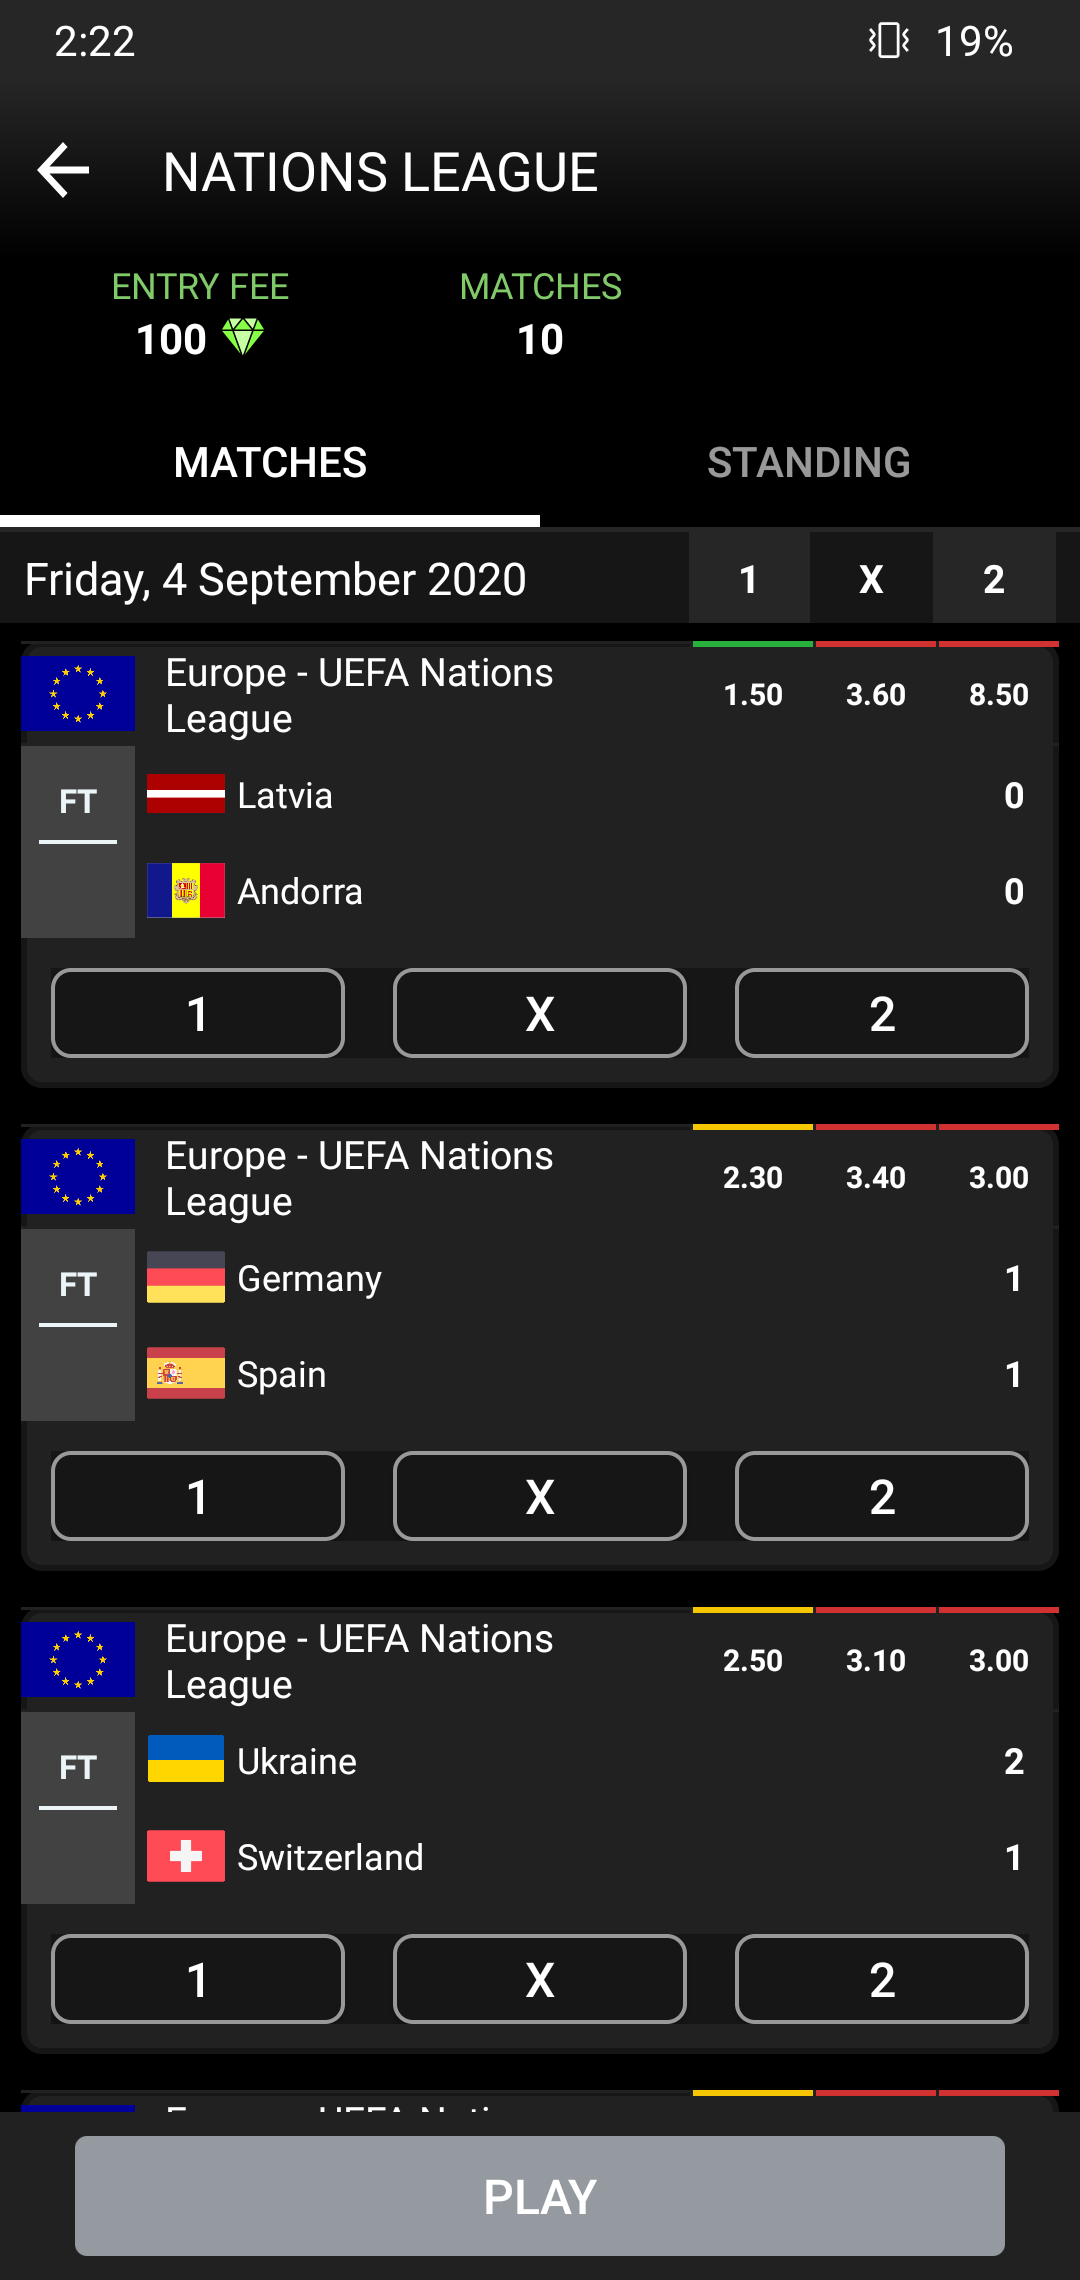 2:22 19%
NATIONS LEAGUE
ENTRY FEE MATCHES
100 10
MATCHES STANDING
Friday, 4 September 2020 1 X 2
Europe - UEFA Nations
League 1.50 3.60 8.50
FT Latvia 0
Andorra 0
1 X 2
Europe - UEFA Nations
League 2.30 3.40 3.00
FT Germany 1
Spain 1
1 X 2
Europe - UEFA Nations
League 2.50 3.10 3.00
FT Ukraine 2
Switzerland 1
1 X 2
PLAY